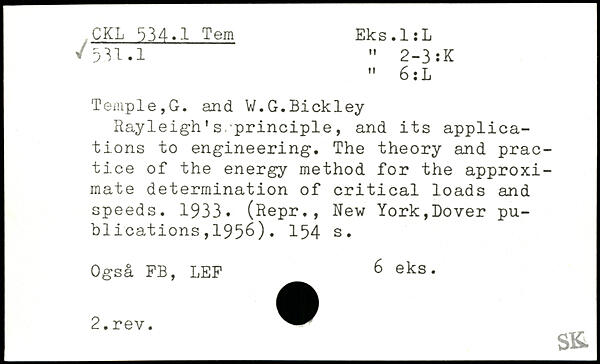 CKL 534.1 Tem Eks.1:L
✓531.1 " 2-3:K
" 6:L
Temple,G. and W.G.Bickley
Rayleigh's principle, and its applica-
tions to engineering. The theory and prac-
tice of the energy method for the approxi-
mate determination of critical loads and
speeds. 1933. (Repr., New York,Dover pu-
blications,1956). 154 s.
Også FB, LEF 6 eks.
2.rev.
SK